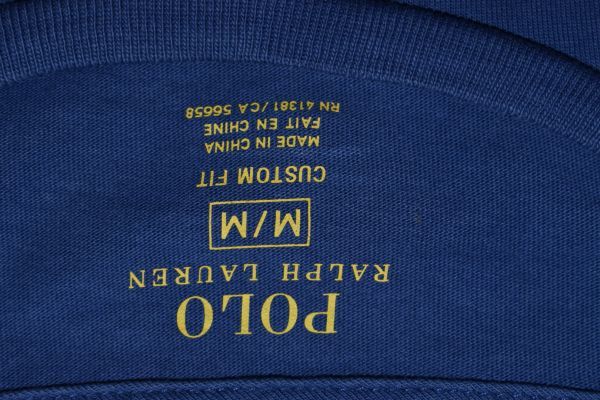 POLO
RALPH LAUREN
M/M
CUSTOM FIT
MADE IN CHINA
FAIT EN CHINE
RN 41381/CA 56658